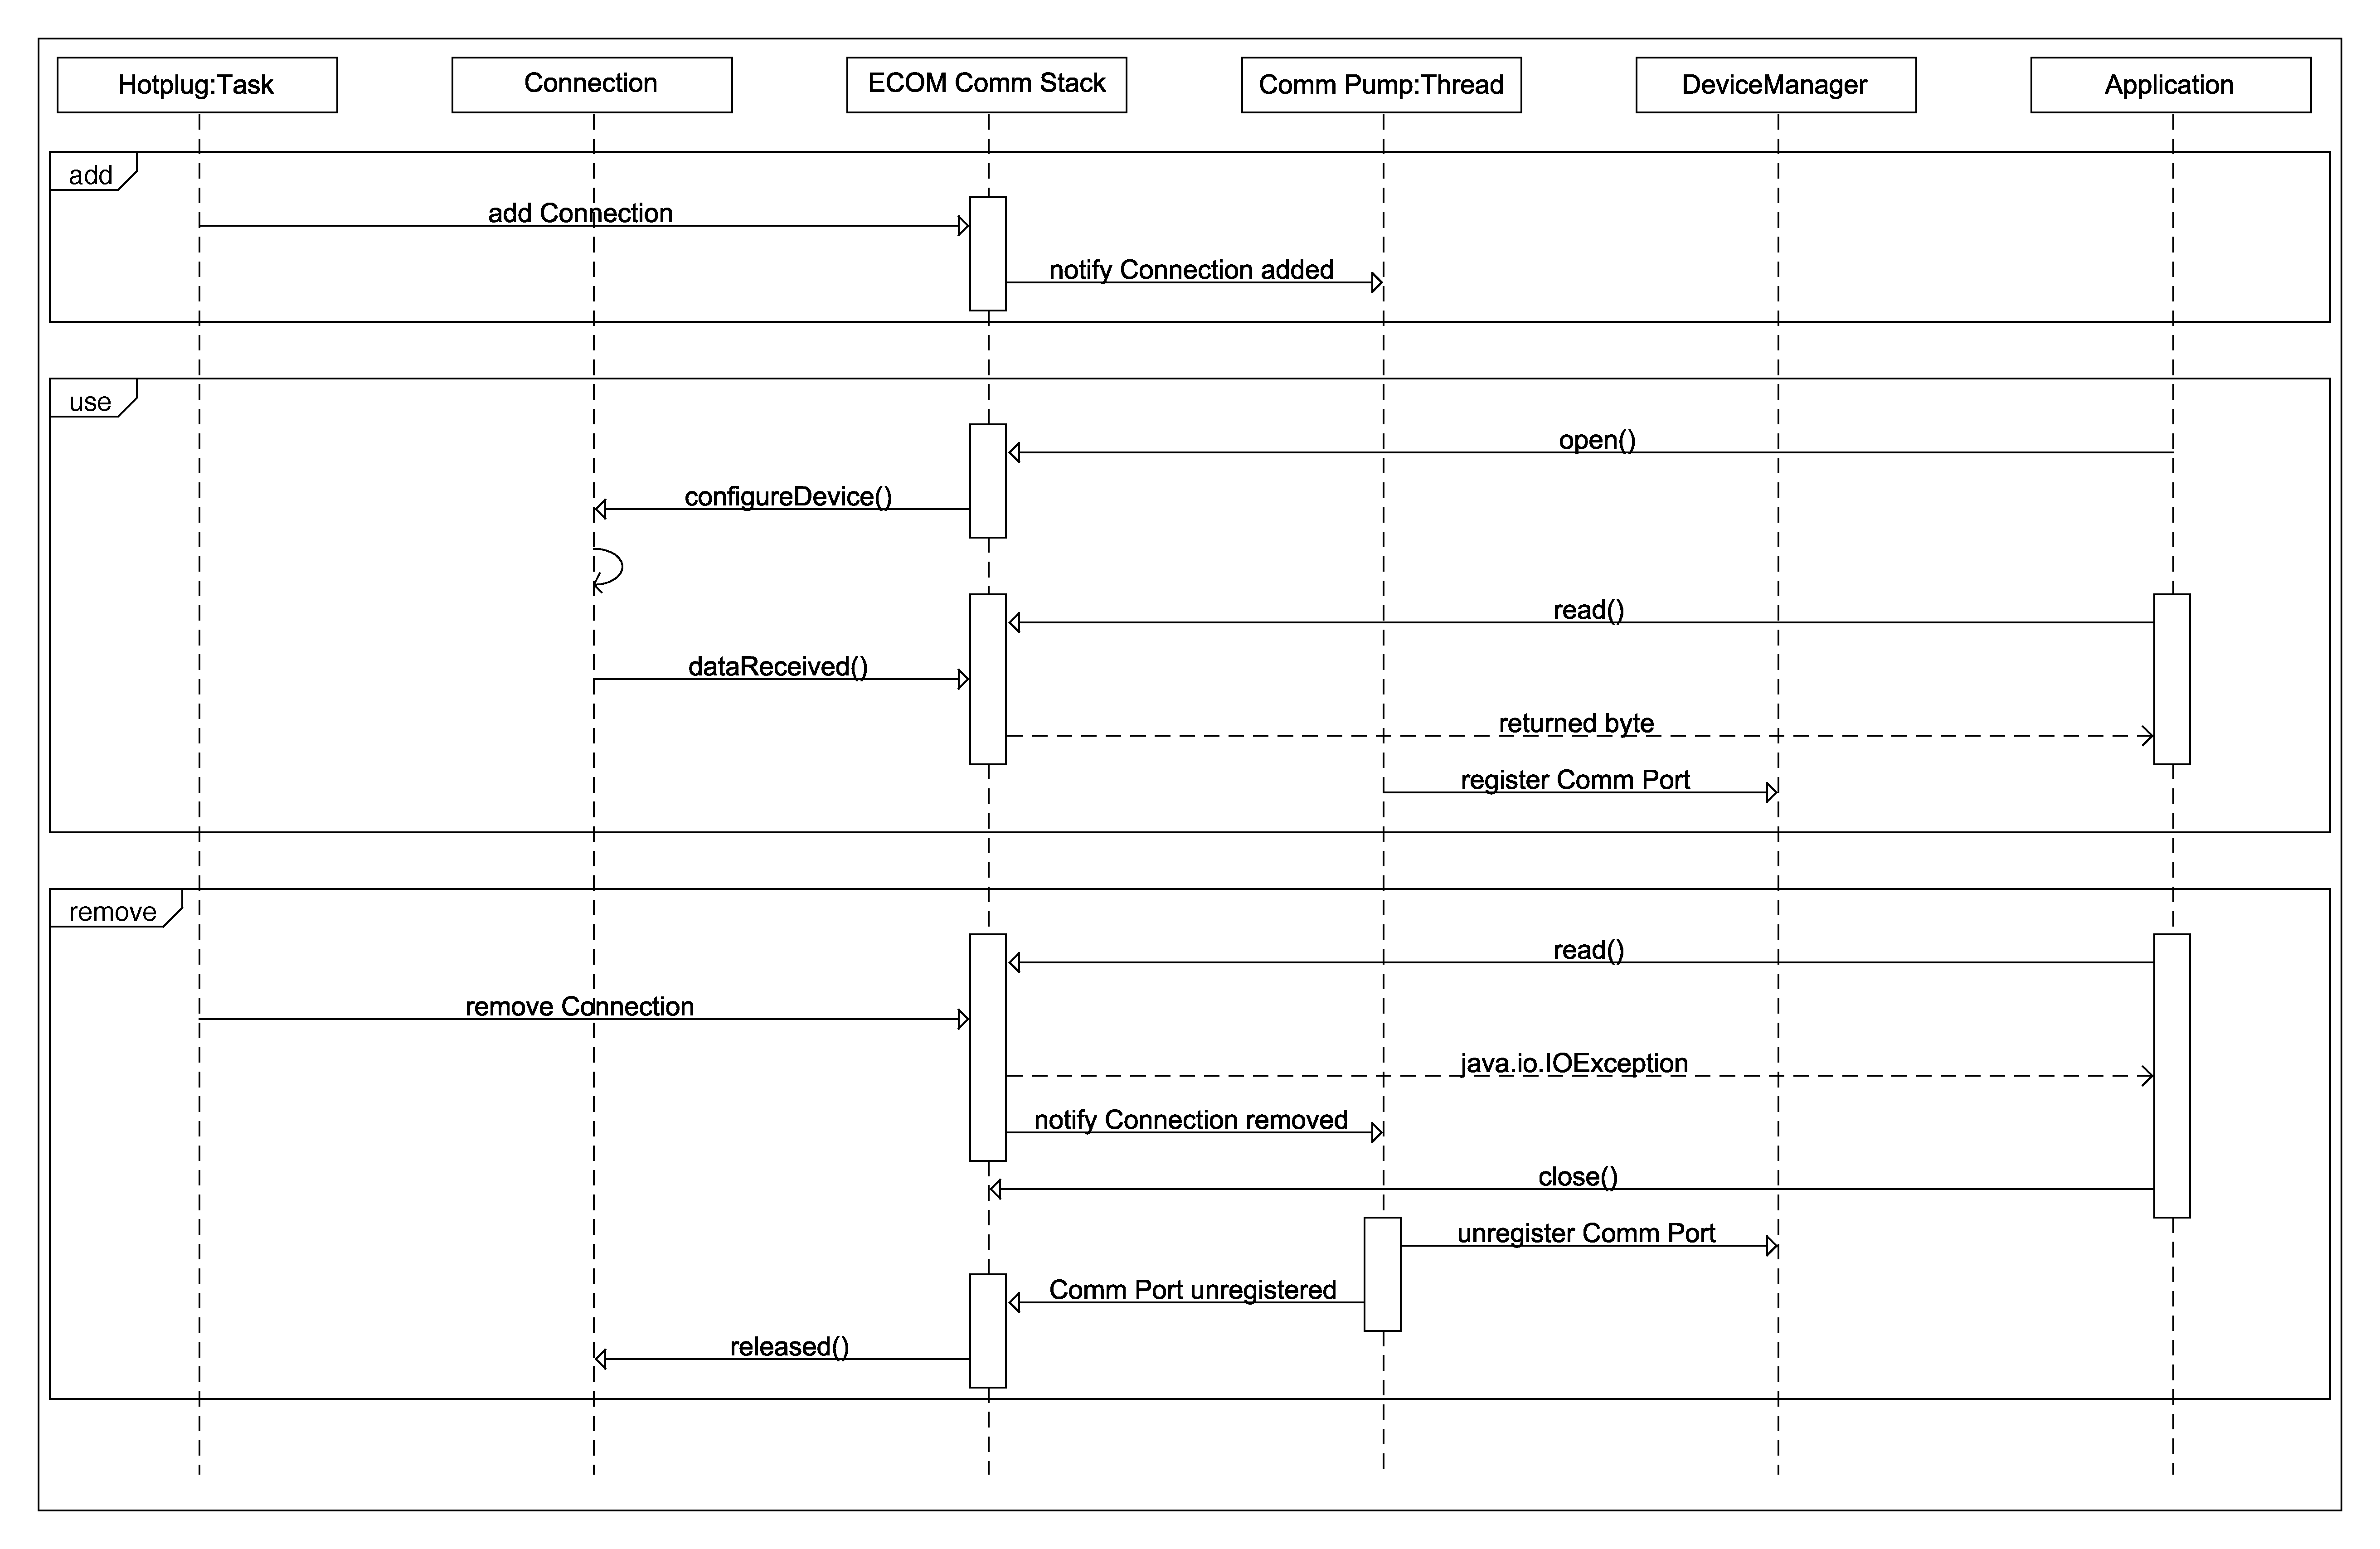 Hotplug:Task
Connection
ECOM Comm Stack
Comm Pump:Thread
DeviceManager
Application
add
add Connection
notify Connection added
use
open()
configureDevice()
read()
dataReceived()
returned byte
register Comm Port
remove
read()
remove Connection
java.io.IOException
notify Connection removed
close()
unregister Comm Port
Comm Port unregistered
released()